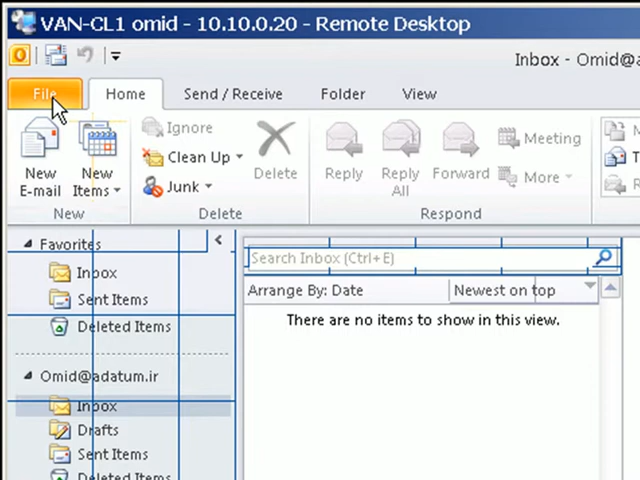 VAN-CL1 omid - 10.10.0.20 - Remote Desktop
Inbox - Omid@a
File Home Send / Receive Folder View
New E-mail
New Items
Ignore
Clean Up
Junk
Delete
Reply
Reply All
Forward
Meeting
More
New Delete Respond
Favorites
Inbox
Sent Items
Deleted Items
Omid@adatum.ir
Inbox
Drafts
Sent Items
Deleted Items
Search Inbox (Ctrl+E)
Arrange By: Date Newest on top
There are no items to show in this view.